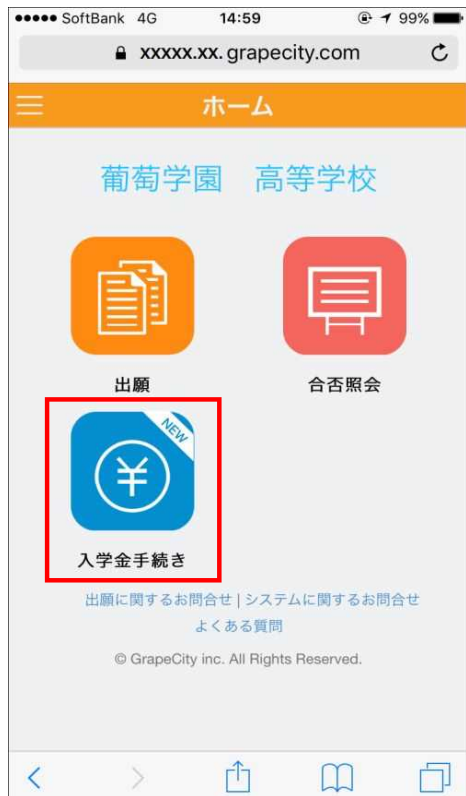 SoftBank 4G 14:59 99%
xxxxx.xx. grapecity.com
ホーム
葡萄学園 高等学校
出願 合否照会
NEW
¥
入学金手続き
出願に関するお問合せ | システムに関するお問合せ
よくある質問
© GrapeCity inc. All Rights Reserved.